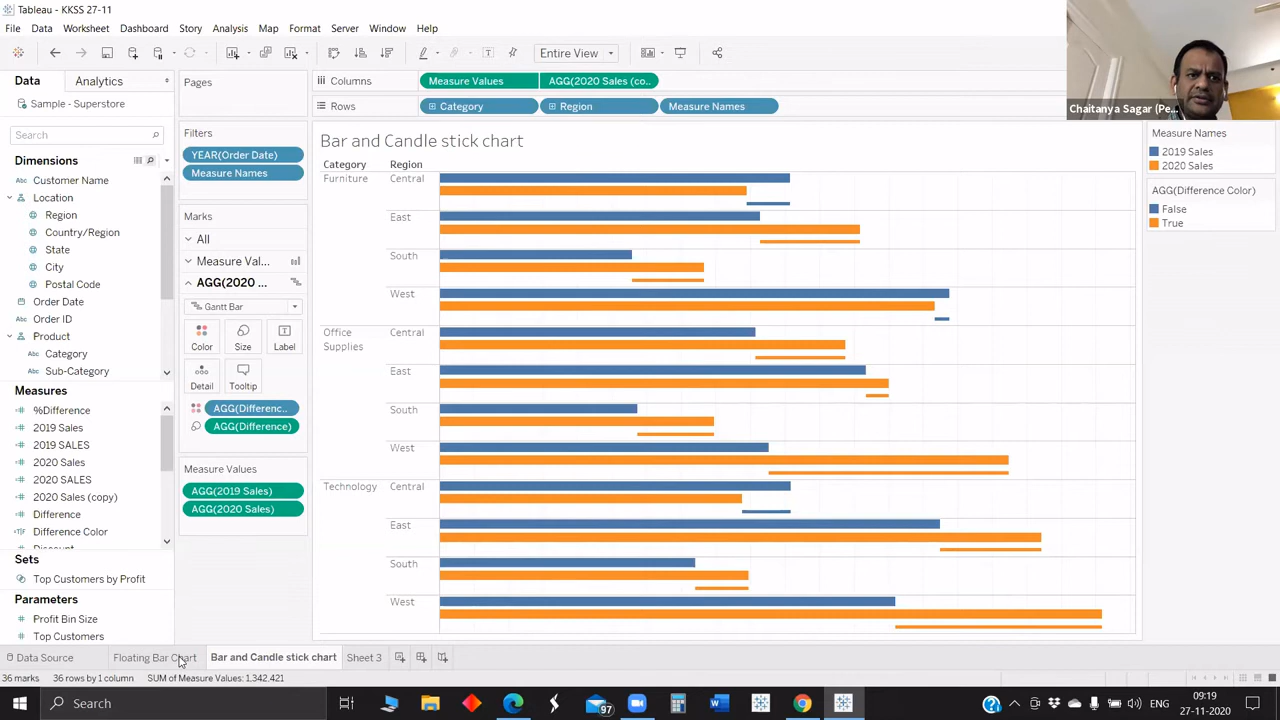 Tableau - KKSS 27-11
File Data Worksheet Dashboard Story Analysis Map Format Server Window Help
Entire View
Data Analytics
Sample - Superstore
Search
Dimensions
Abc Customer Name
Location
Region
Country/Region
State
City
Postal Code
Order Date
Abc Order ID
Product
Abc Category
Abc Sub-Category
Measures
%Difference
2019 Sales
2019 SALES
2020 Sales
2020 SALES
2020 Sales (copy)
Difference
Difference Color
Discount
Sets
Top Customers by Profit
Parameters
Profit Bin Size
Top Customers
Pages
Filters
YEAR(Order Date)
Measure Names
Marks
All
Measure Val...
AGG(2020 ...
Gantt Bar
Color Size Label
Detail Tooltip
AGG(Differenc..
AGG(Difference)
Measure Values
AGG(2019 Sales)
AGG(2020 Sales)
Columns Measure Values AGG(2020 Sales (co..
Rows Category Region Measure Names
Bar and Candle stick chart
Category Region
Furniture Central
East
South
West
Office Supplies Central
East
South
West
Technology Central
East
South
West
Chaitanya Sagar (Pe...
Measure Names
2019 Sales
2020 Sales
AGG(Difference Color)
False
True
Data Source Floating Bar Chart Bar and Candle stick chart Sheet 3
36 marks 36 rows by 1 column SUM of Measure Values: 1,342,421
Search
97
ENG
09:19
27-11-2020